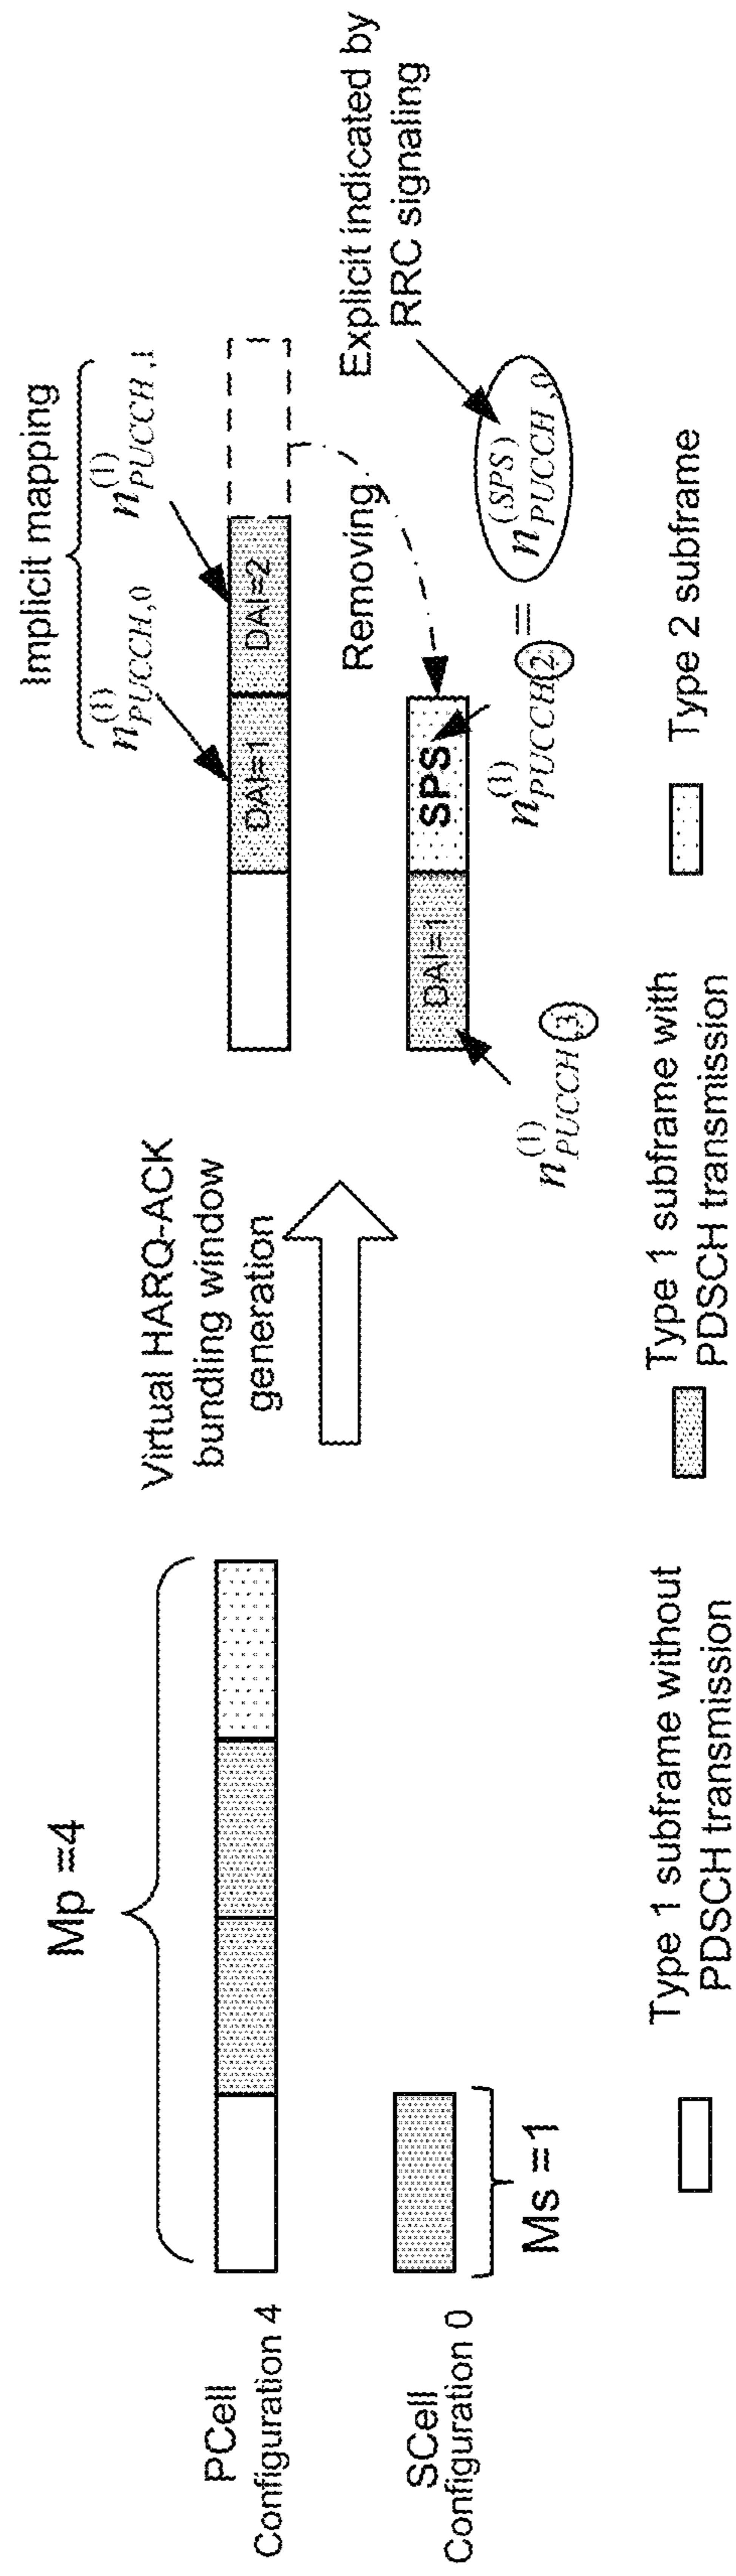 PCell
Configuration 4
SCell
Configuration 0
Mp =4
Ms =1
Virtual HARQ-ACK
bundling window
generation
Implicit mapping
n^{(1)}_{PUCCH,0}
n^{(1)}_{PUCCH,1}
DAI=1
DAI=2
Removing
DAI=1
SPS
n^{(1)}_{PUCCH,3}
n^{(1)}_{PUCCH,2} = n^{(SPS)}_{PUCCH,0}
Explicit indicated by
RRC signaling
Type 1 subframe without
PDSCH transmission
Type 1 subframe with
PDSCH transmission
Type 2 subframe